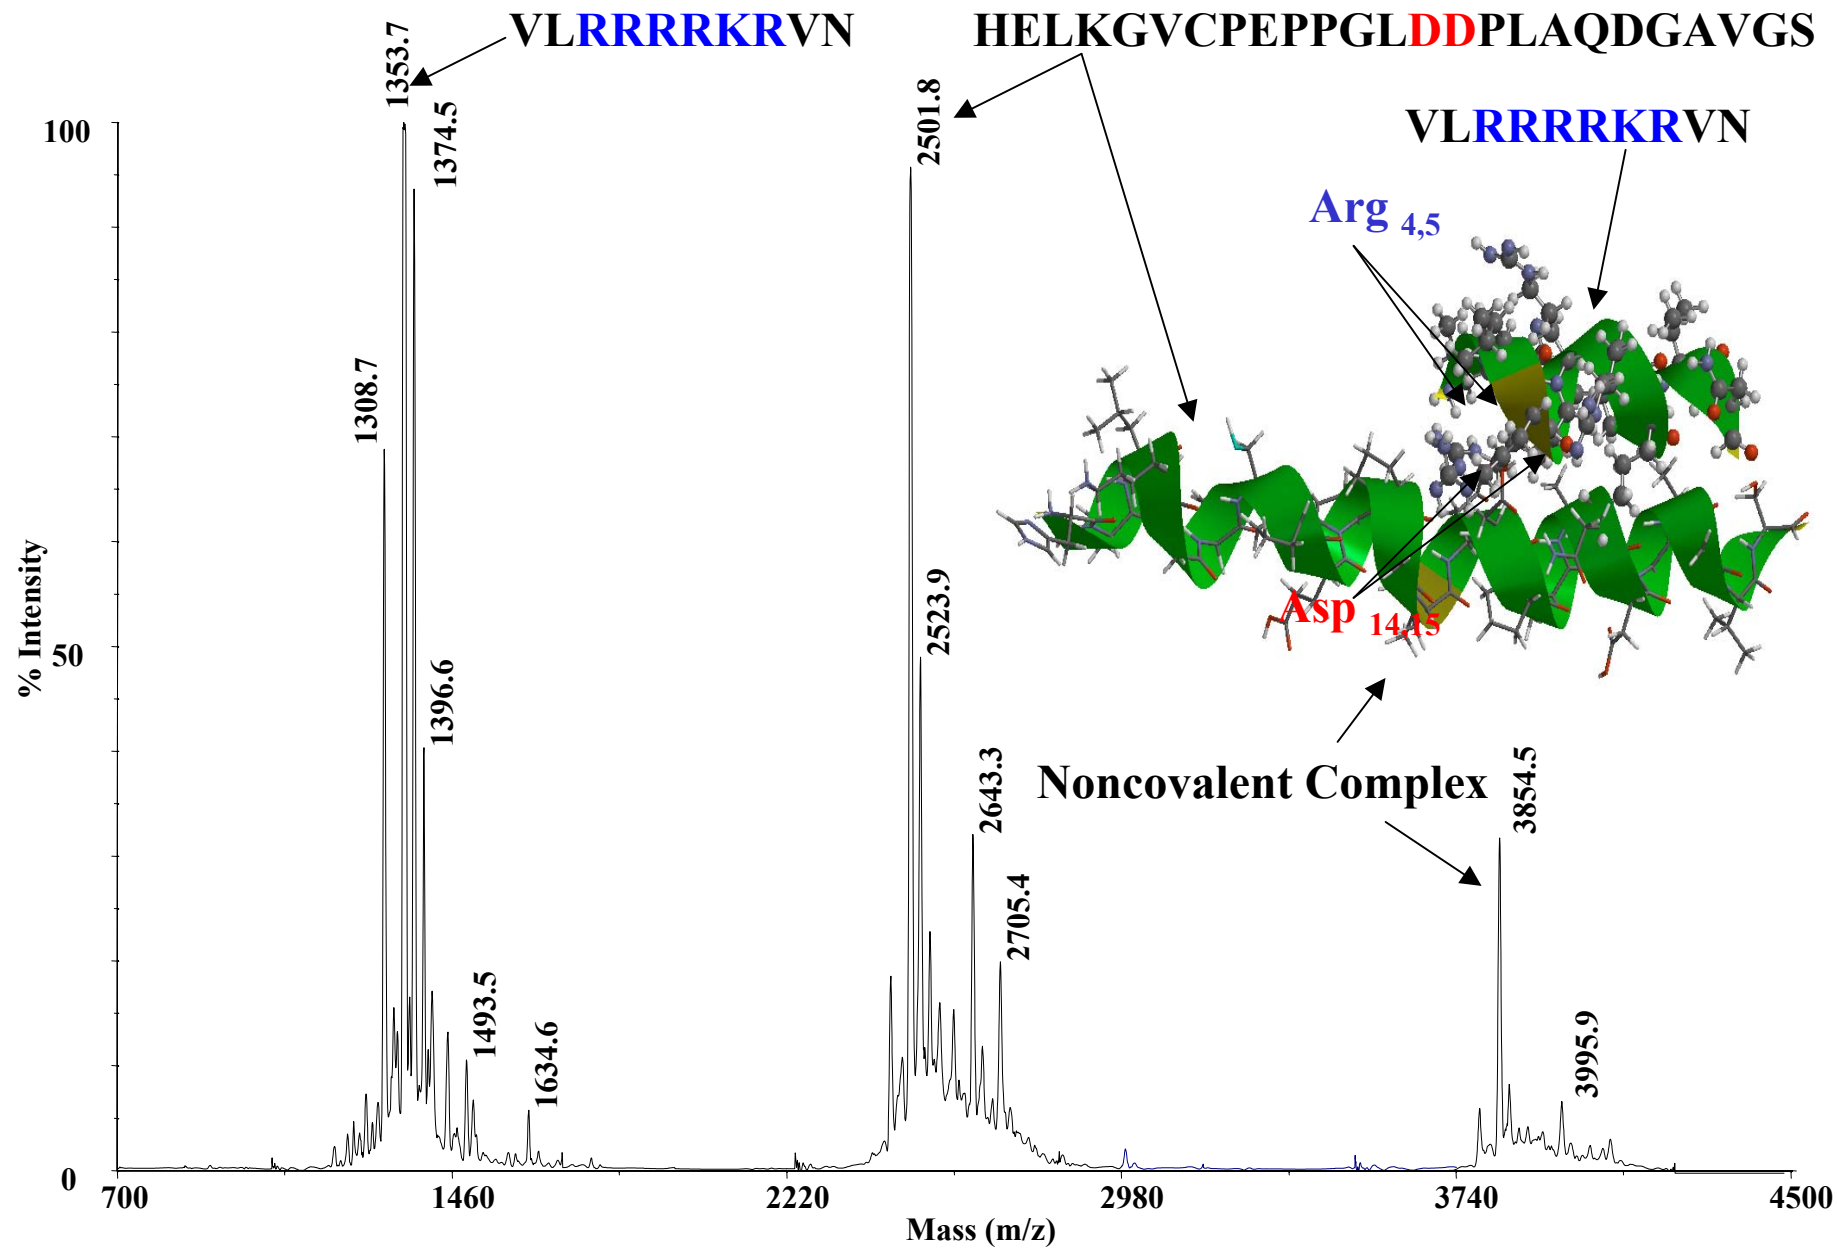 VLRRRRKRVN
HELKGVCPEPPGLDDPLAQDGAVGS
VLRRRRKRVN
Arg 4,5
Asp 14,15
Noncovalent Complex
1308.7
1353.7
1374.5
1396.6
1493.5
1634.6
2501.8
2523.9
2643.3
2705.4
3854.5
3995.9
% Intensity
100
50
0
700 1460 2220 2980 3740 4500
Mass (m/z)